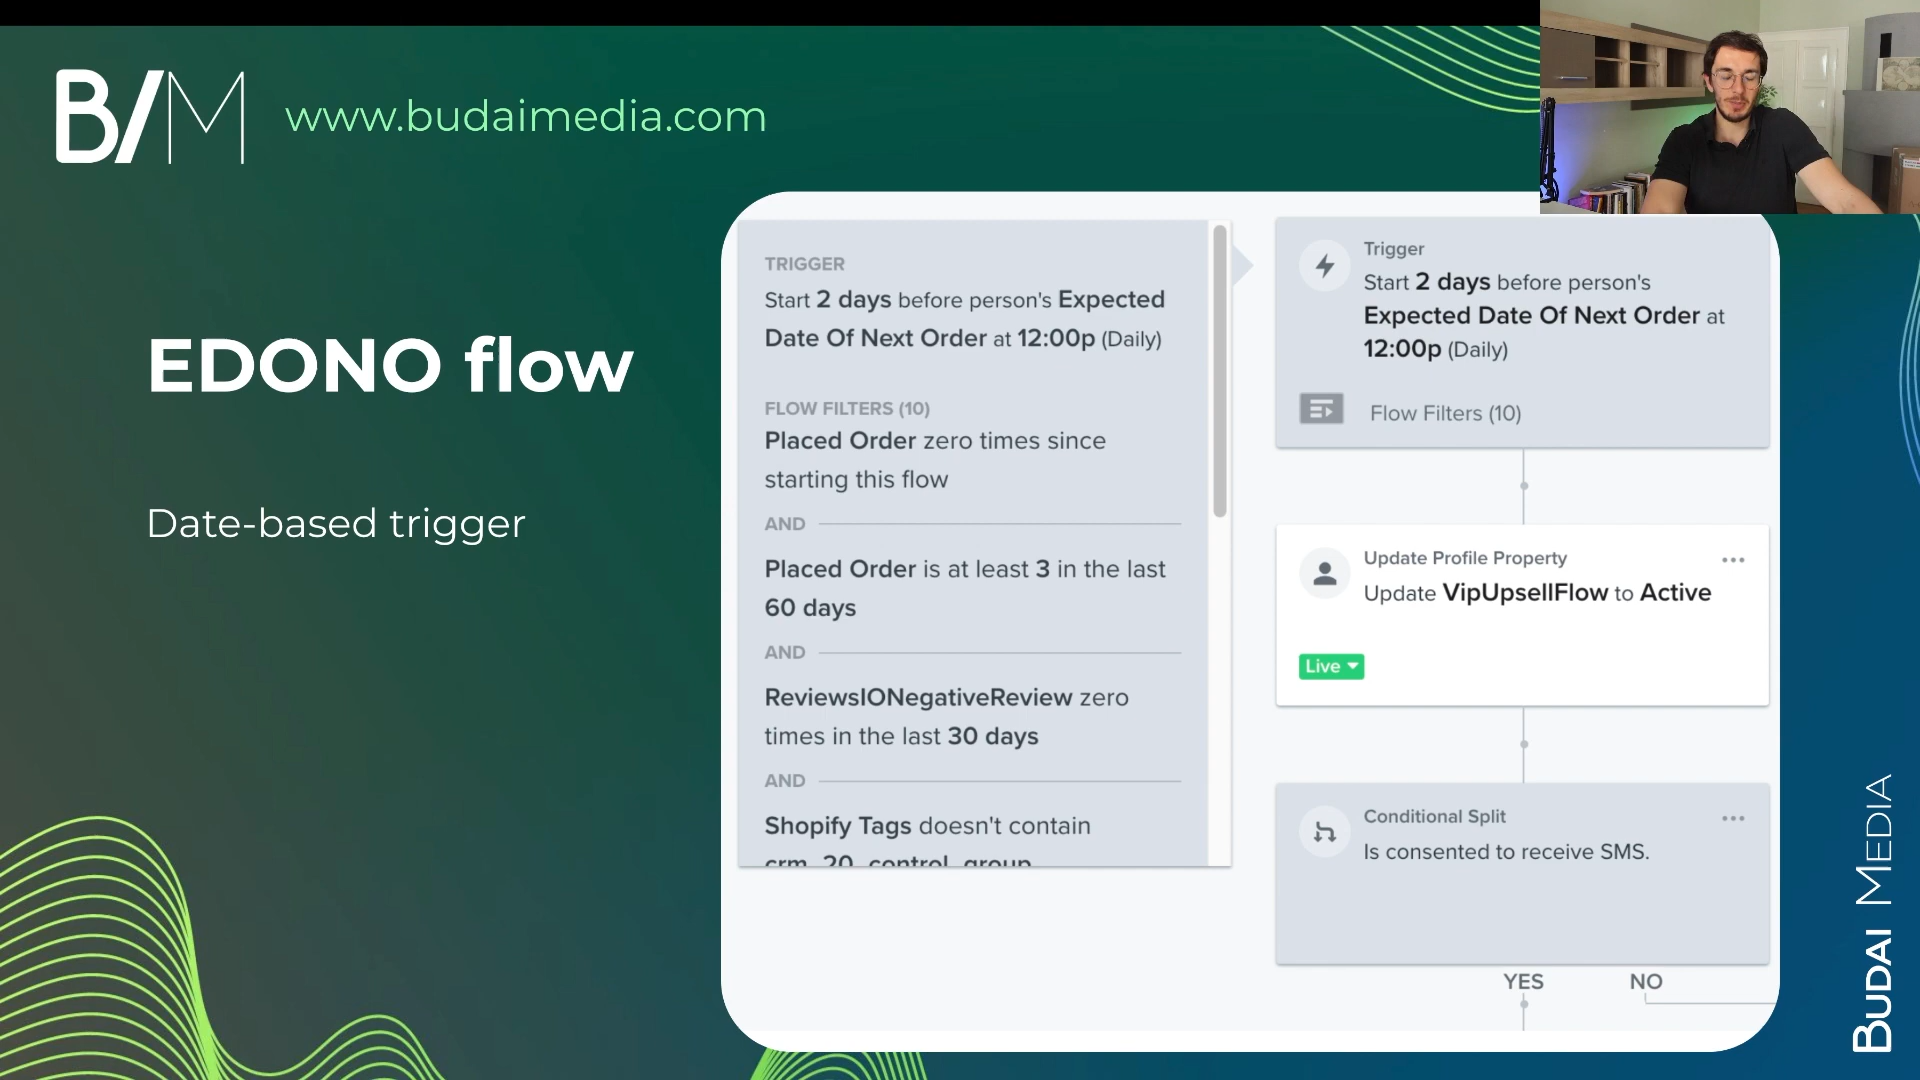 B/M
www.budaimedia.com
EDONO flow
Date-based trigger
TRIGGER
Start 2 days before person's Expected
Date Of Next Order at 12:00p (Daily)
FLOW FILTERS (10)
Placed Order zero times since
starting this flow
AND
Placed Order is at least 3 in the last
60 days
AND
ReviewsIONegativeReview zero
times in the last 30 days
AND
Shopify Tags doesn't contain
crm_20_control_group
Trigger
Start 2 days before person's
Expected Date Of Next Order at
12:00p (Daily)
Flow Filters (10)
Update Profile Property
Update VipUpsellFlow to Active
Live
Conditional Split
Is consented to receive SMS.
YES NO
BUDAI MEDIA